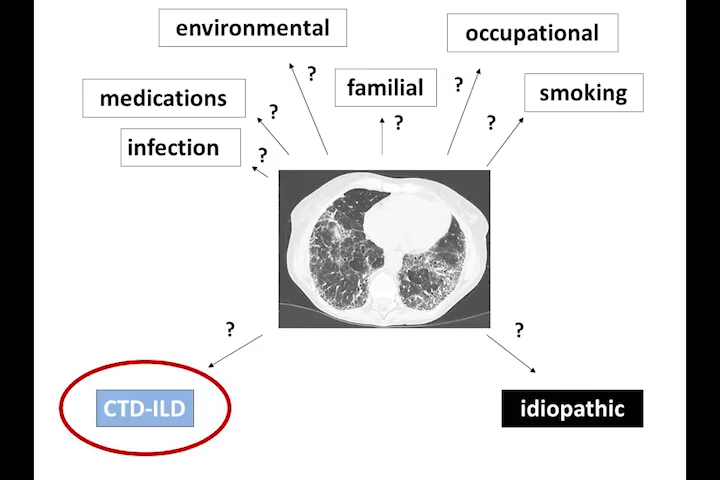 environmental
occupational
?
?
familial
medications
smoking
?
?
?
infection
?
?
?
CTD-ILD
idiopathic